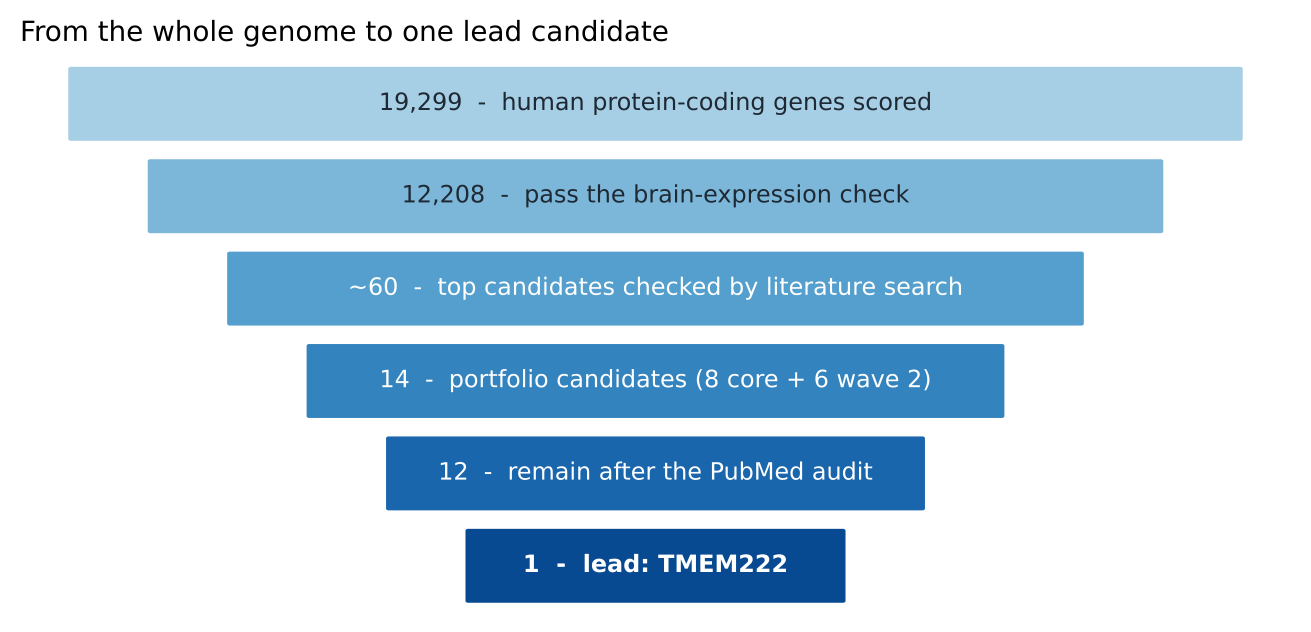 From the whole genome to one lead candidate
19,299 - human protein-coding genes scored
12,208 - pass the brain-expression check
~60 - top candidates checked by literature search
14 - portfolio candidates (8 core + 6 wave 2)
12 - remain after the PubMed audit
1 - lead: TMEM222